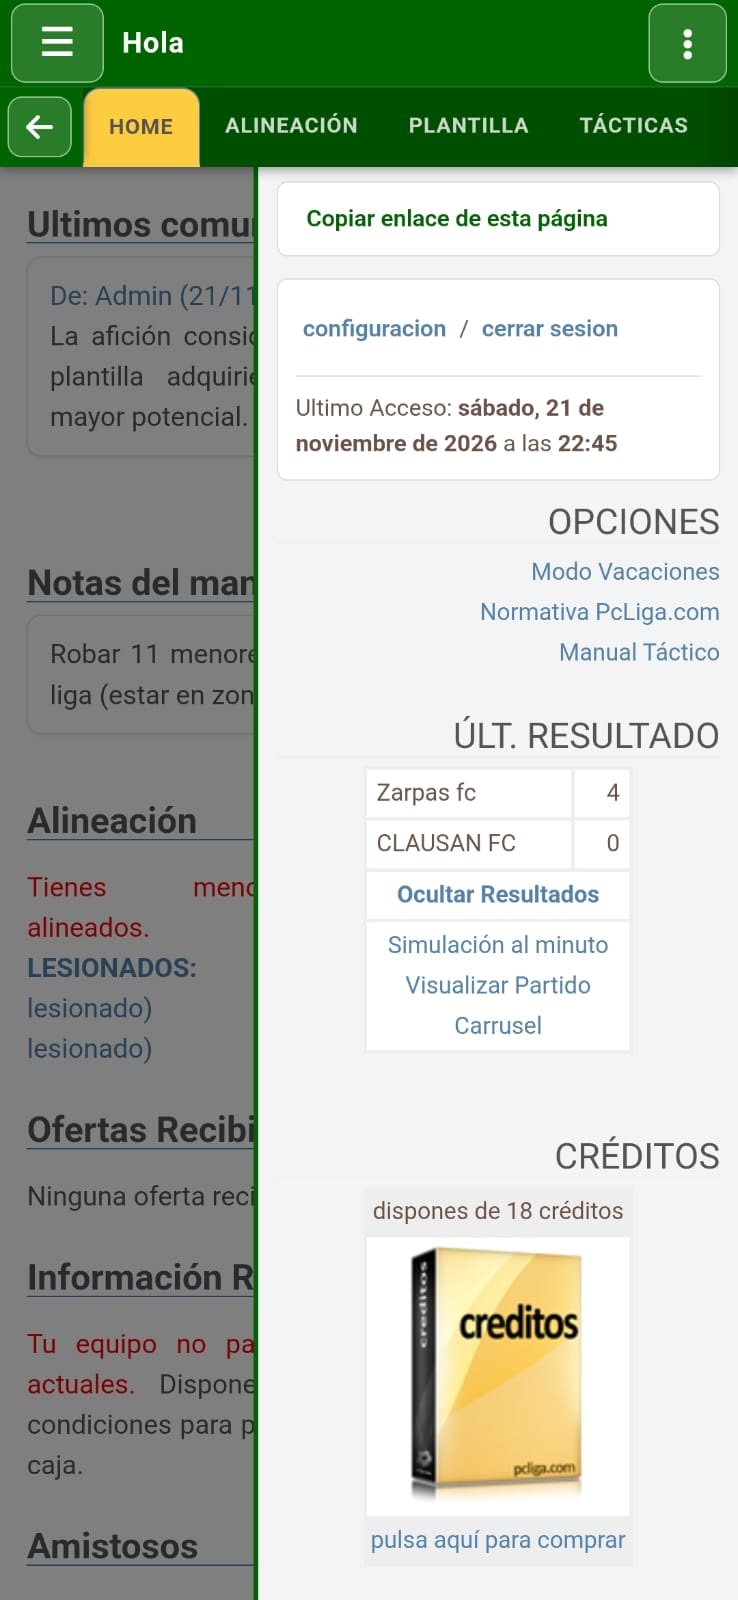 Hola
HOME
ALINEACIÓN
PLANTILLA
TÁCTICAS
Ultimos comu
De: Admin (21/11
La afición consid
plantilla adquirie
mayor potencial.
Notas del man
Robar 11 menore
liga (estar en zon
Alineación
Tienes meno
alineados.
LESIONADOS:
lesionado)
lesionado)
Ofertas Recibi
Ninguna oferta reci
Información R
Tu equipo no pa
actuales. Dispone
condiciones para p
caja.
Amistosos
Copiar enlace de esta página
configuracion / cerrar sesion
Ultimo Acceso: sábado, 21 de
noviembre de 2026 a las 22:45
OPCIONES
Modo Vacaciones
Normativa PcLiga.com
Manual Táctico
ÚLT. RESULTADO
Zarpas fc 4
CLAUSAN FC 0
Ocultar Resultados
Simulación al minuto
Visualizar Partido
Carrusel
CRÉDITOS
dispones de 18 créditos
creditos
creditos
pcliga.com
pulsa aquí para comprar